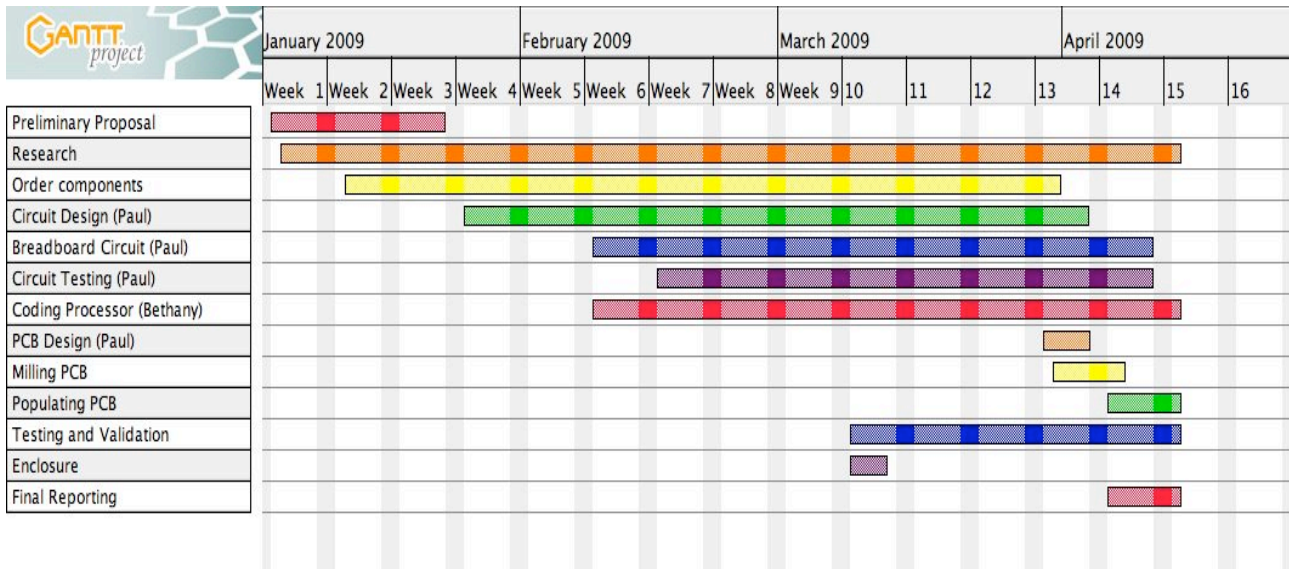 GANTT
project
January 2009 February 2009 March 2009 April 2009
Week 1 Week 2 Week 3 Week 4 Week 5 Week 6 Week 7 Week 8 Week 9 10 11 12 13 14 15 16
Preliminary Proposal
Research
Order components
Circuit Design (Paul)
Breadboard Circuit (Paul)
Circuit Testing (Paul)
Coding Processor (Bethany)
PCB Design (Paul)
Milling PCB
Populating PCB
Testing and Validation
Enclosure
Final Reporting